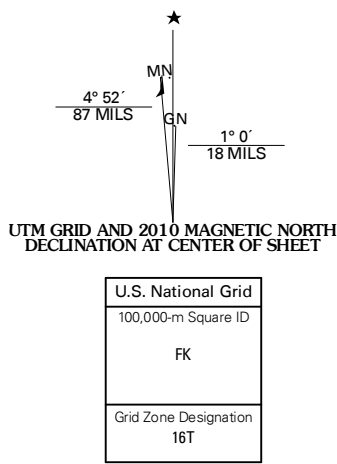 MN
4° 52´
87 MILS
GN
1° 0´
18 MILS
UTM GRID AND 2010 MAGNETIC NORTH
DECLINATION AT CENTER OF SHEET
U.S. National Grid
100,000-m Square ID
FK
Grid Zone Designation
16T